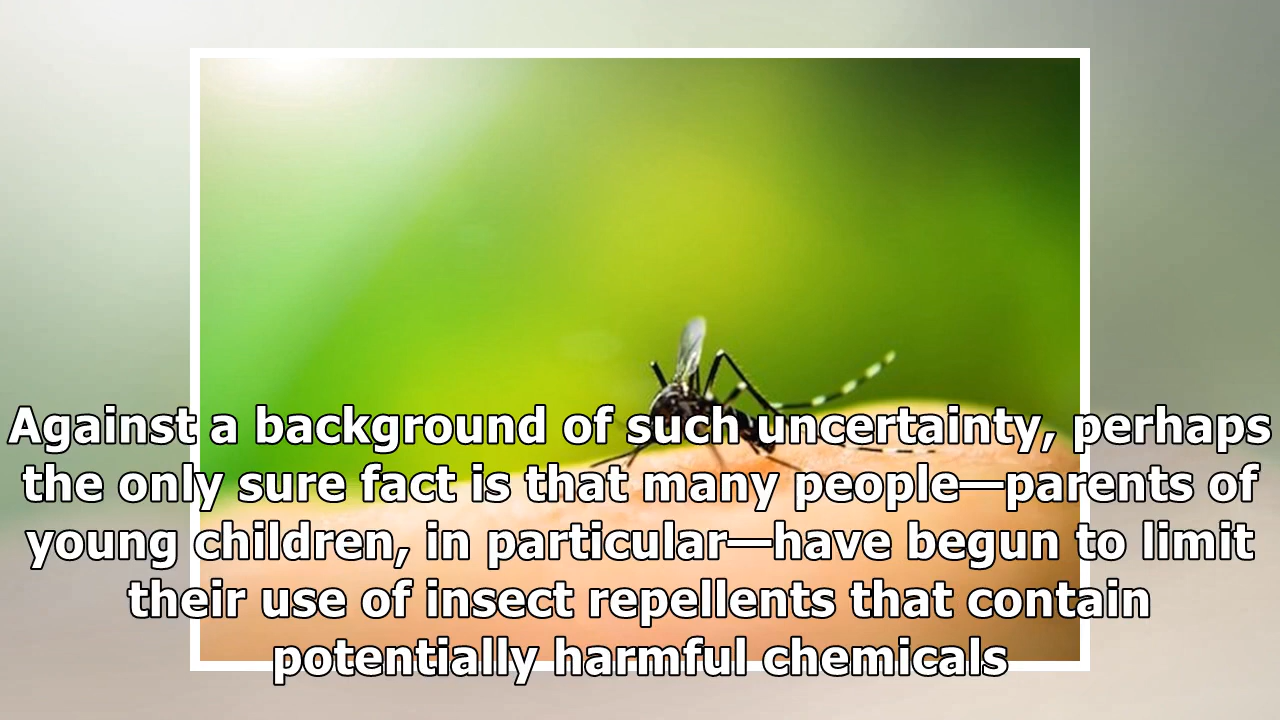 Against a background of such uncertainty, perhaps
the only sure fact is that many people—parents of
young children, in particular—have begun to limit
their use of insect repellents that contain
potentially harmful chemicals